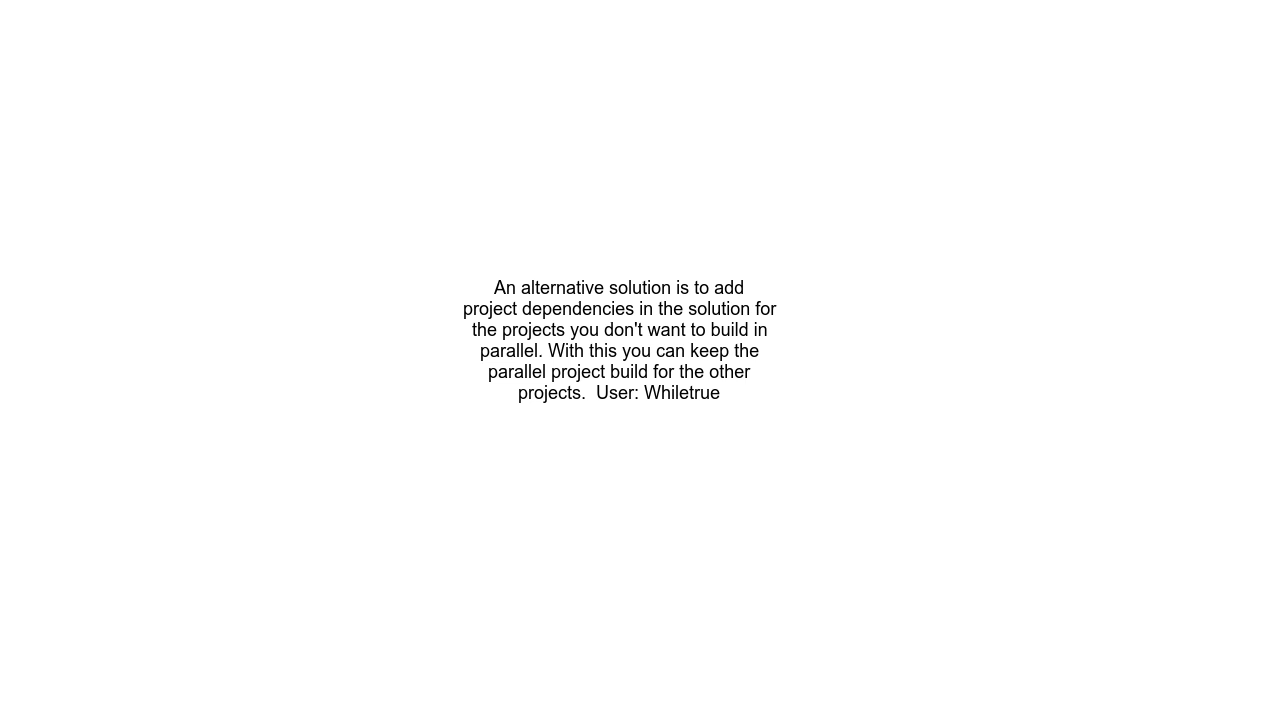 An alternative solution is to add
project dependencies in the solution for
the projects you don't want to build in
parallel. With this you can keep the
parallel project build for the other
projects.  User: Whiletrue